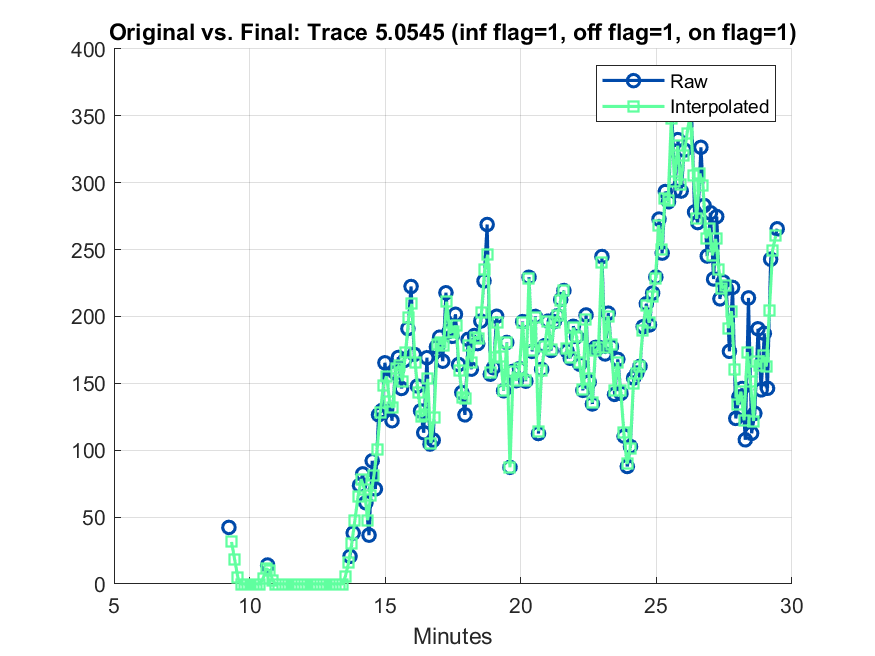 Original vs. Final: Trace 5.0545 (inf flag=1, off flag=1, on flag=1)
400
350
300
250
200
150
100
50
0
Raw
Interpolated
5 10 15 20 25 30
Minutes